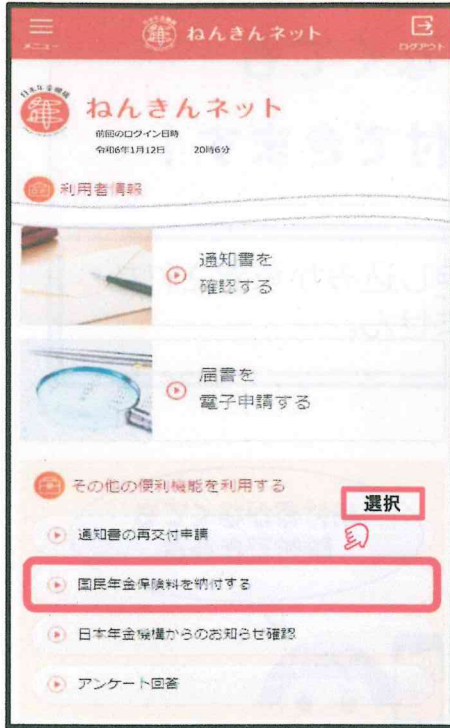 メニュー
ねんきんネット
ログアウト
日本年金機構
ねんきんネット
前回のログイン日時
令和6年1月12日 20時6分
利用者情報
通知書を
確認する
届書を
電子申請する
その他の便利機能を利用する
選択
通知書の再交付申請
国民年金保険料を納付する
日本年金機構からのお知らせ確認
アンケート回答